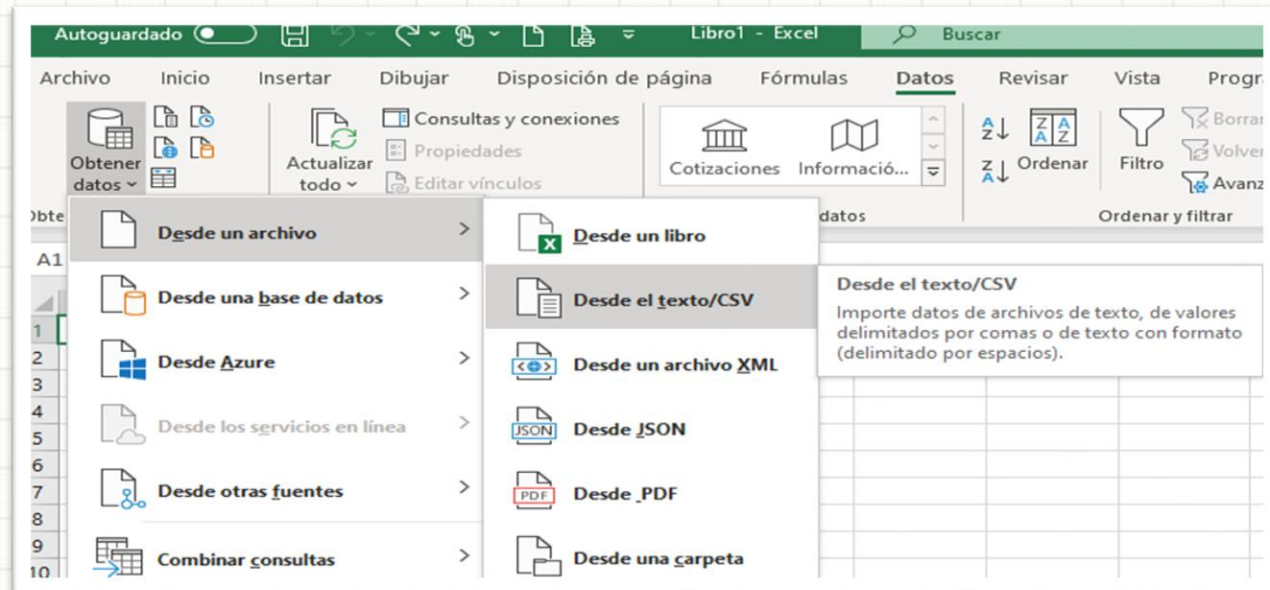 Autoguardado Libro1 - Excel Buscar
Archivo Inicio Insertar Dibujar Disposición de página Fórmulas Datos Revisar Vista Progr
Obtener datos
Actualizar todo
Consultas y conexiones
Propiedades
Editar vínculos
Cotizaciones Informació...
Ordenar
Filtro
Borrar
Volver
Avanz
Obte
datos
Ordenar y filtrar
A1
Desde un archivo
Desde una base de datos
Desde Azure
Desde los servicios en línea
Desde otras fuentes
Combinar consultas
Desde un libro
Desde el texto/CSV
Desde un archivo XML
JSON Desde JSON
PDF Desde PDF
Desde una carpeta
Desde el texto/CSV
Importe datos de archivos de texto, de valores
delimitados por comas o de texto con formato
(delimitado por espacios).
1
2
3
4
5
6
7
8
9
10